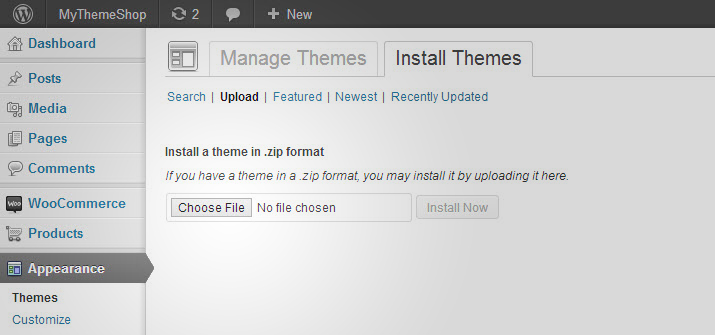 MyThemeShop 2 + New
Dashboard
Posts
Media
Pages
Comments
WooCommerce
Products
Appearance
Themes
Customize
Manage Themes Install Themes
Search | Upload | Featured | Newest | Recently Updated
Install a theme in .zip format
If you have a theme in a .zip format, you may install it by uploading it here.
Choose File No file chosen Install Now